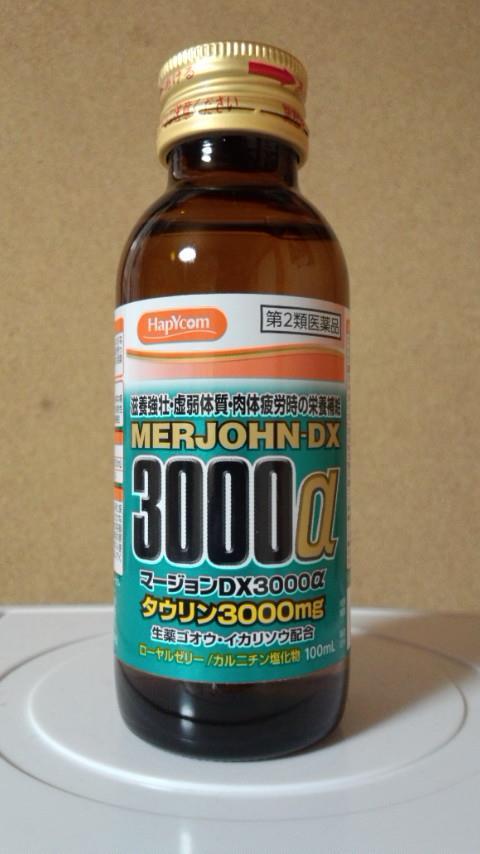 ください
HapYcom
第2類医薬品
滋養強壮・虚弱体質・肉体疲労時の栄養補給
MERJOHN-DX
3000α
マージョンDX3000α
タウリン3000mg
生薬ゴオウ・イカリソウ配合
ローヤルゼリー/カルニチン塩化物 100mL